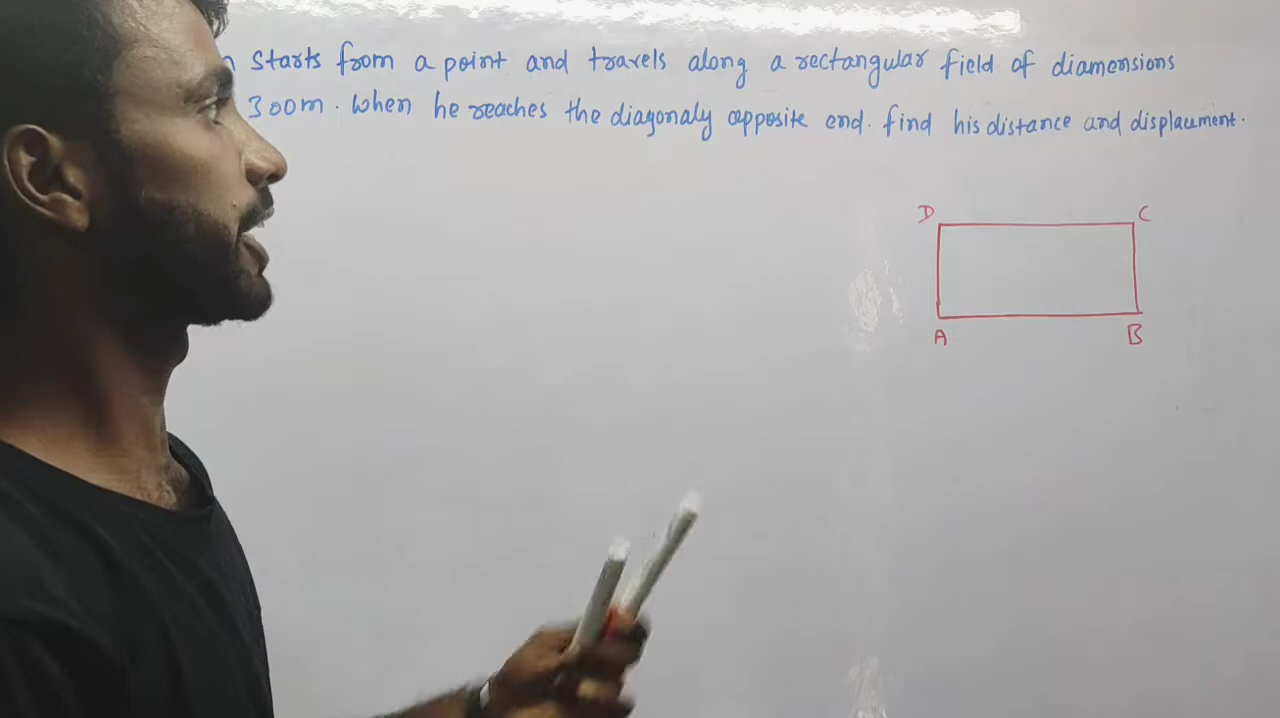 starts from a point and travels along a rectangular field of diamensions
300m. When he reaches the diagonaly opposite end. find his distance and displacment.
D C
A B